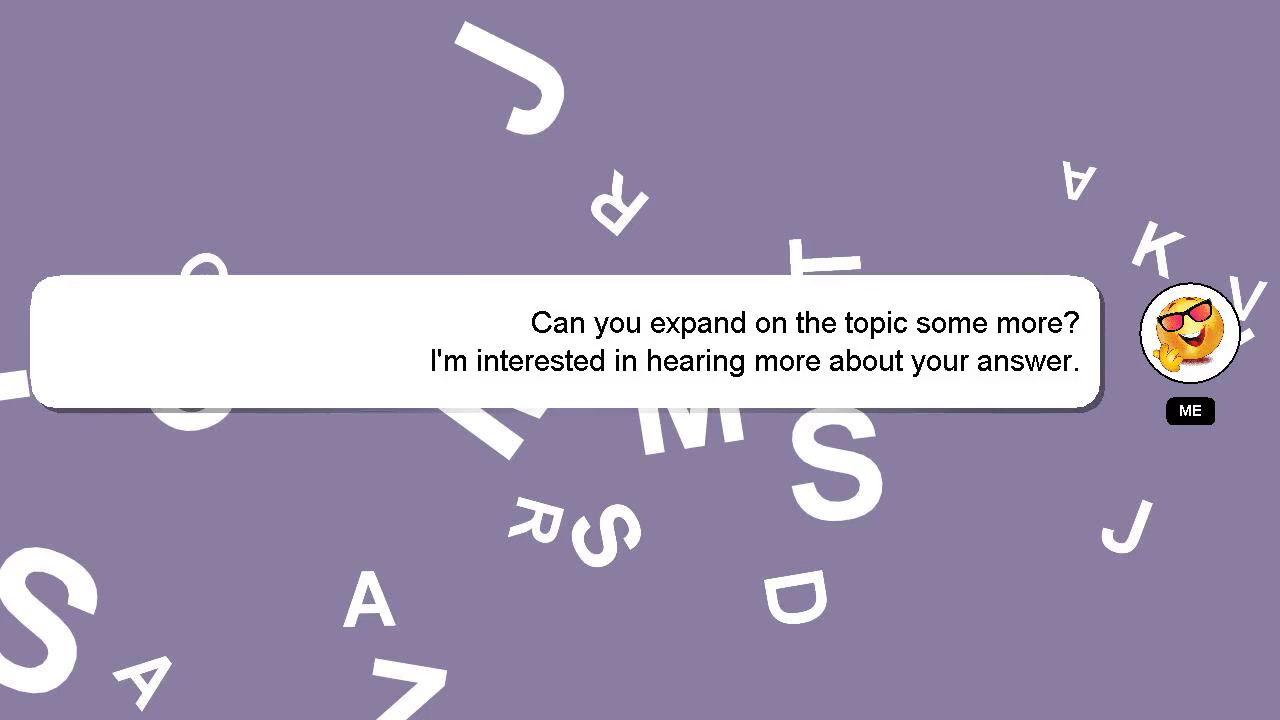 J
R
A
K
V
T
Can you expand on the topic some more?
I'm interested in hearing more about your answer.
ME
M
S
R
S
J
S
A
D
A
Z